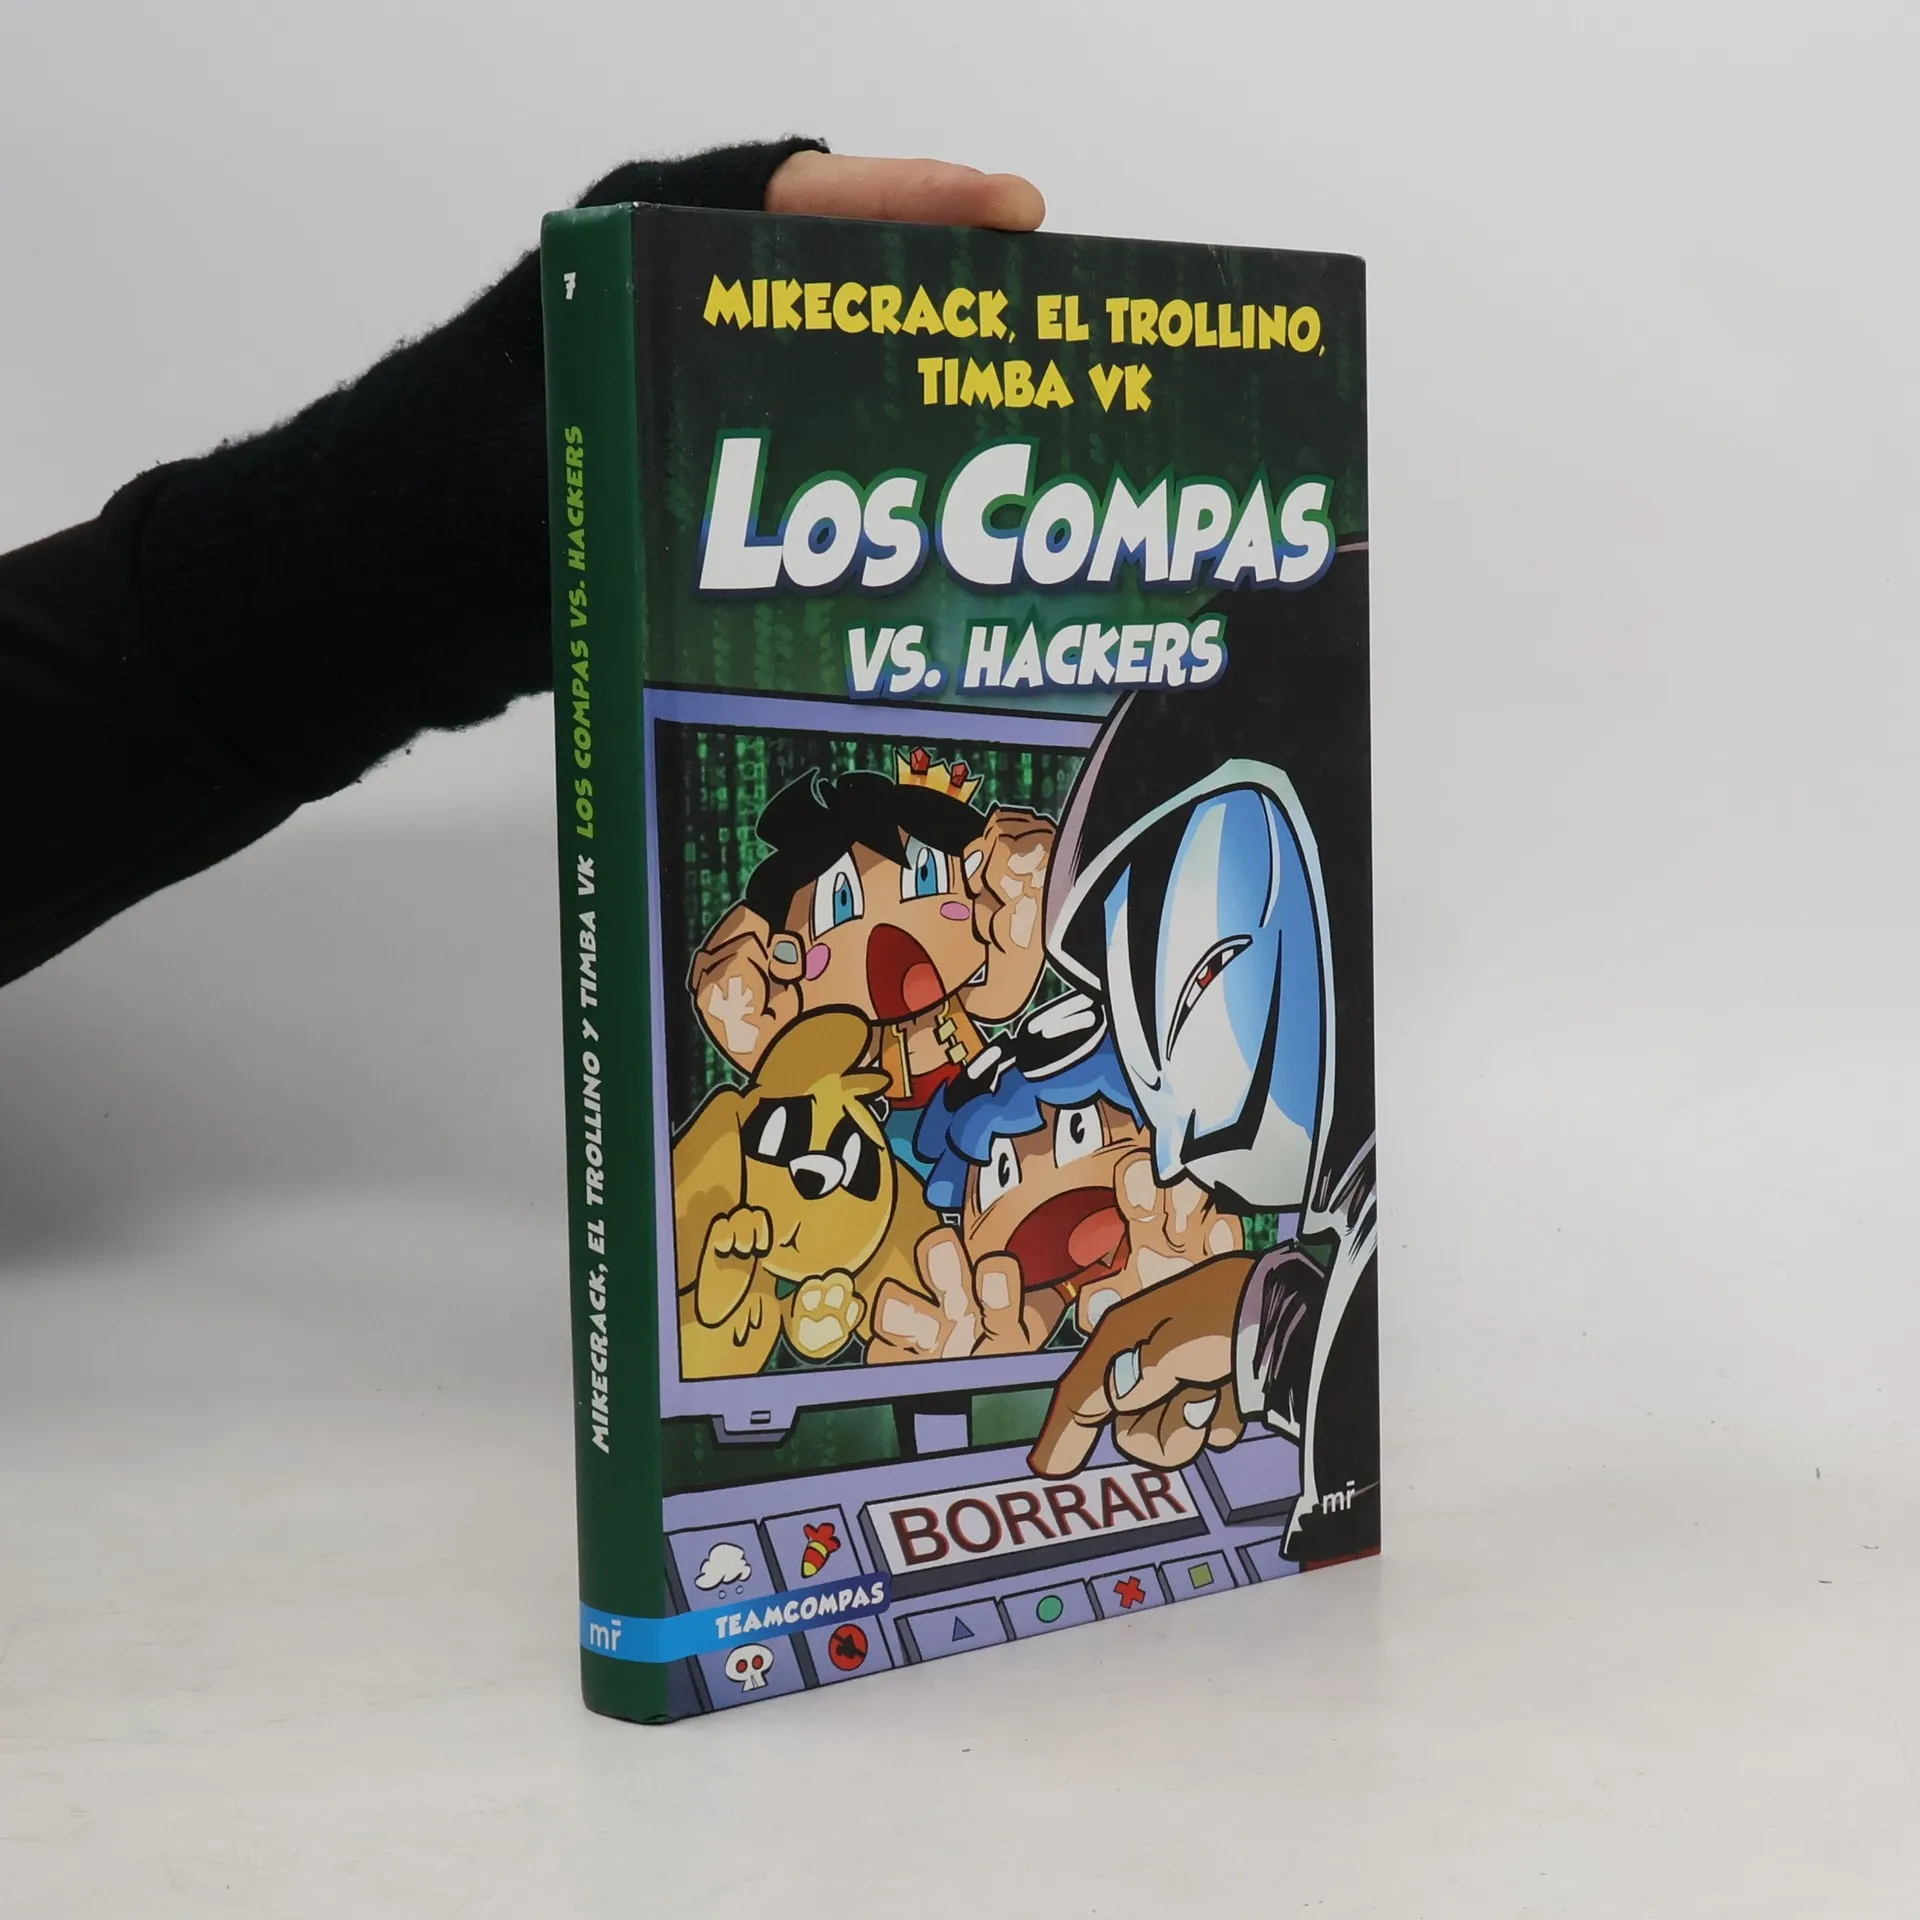 7
MIKECRACK, EL TROLLINO Y TIMBA VK LOS COMPAS VS. HACKERS
mr̄
MIKECRACK, EL TROLLINO,
TIMBA VK
LOS COMPAS
VS. HACKERS
BORRAR
mr̄
TEAMCOMPAS